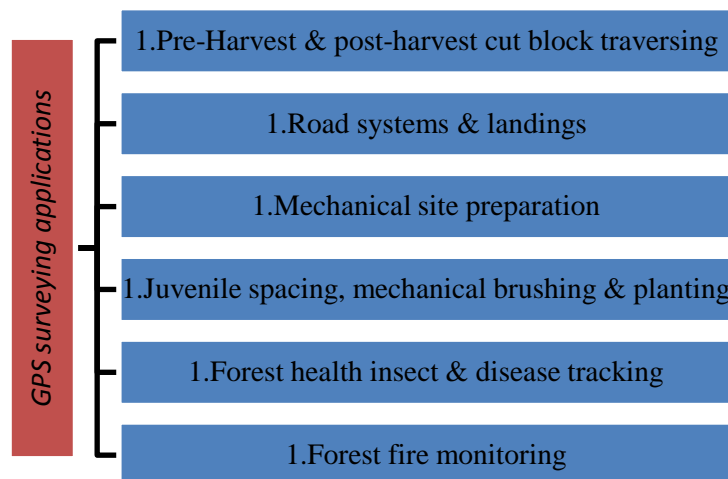 GPS surveying applications
1.Pre-Harvest & post-harvest cut block traversing
1.Road systems & landings
1.Mechanical site preparation
1.Juvenile spacing, mechanical brushing & planting
1.Forest health insect & disease tracking
1.Forest fire monitoring